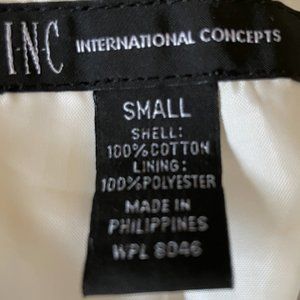 I·N·C INTERNATIONAL CONCEPTS
SMALL
SHELL:
100%COTTON
LINING:
100%POLYESTER
MADE IN
PHILIPPINES
WPL 8046